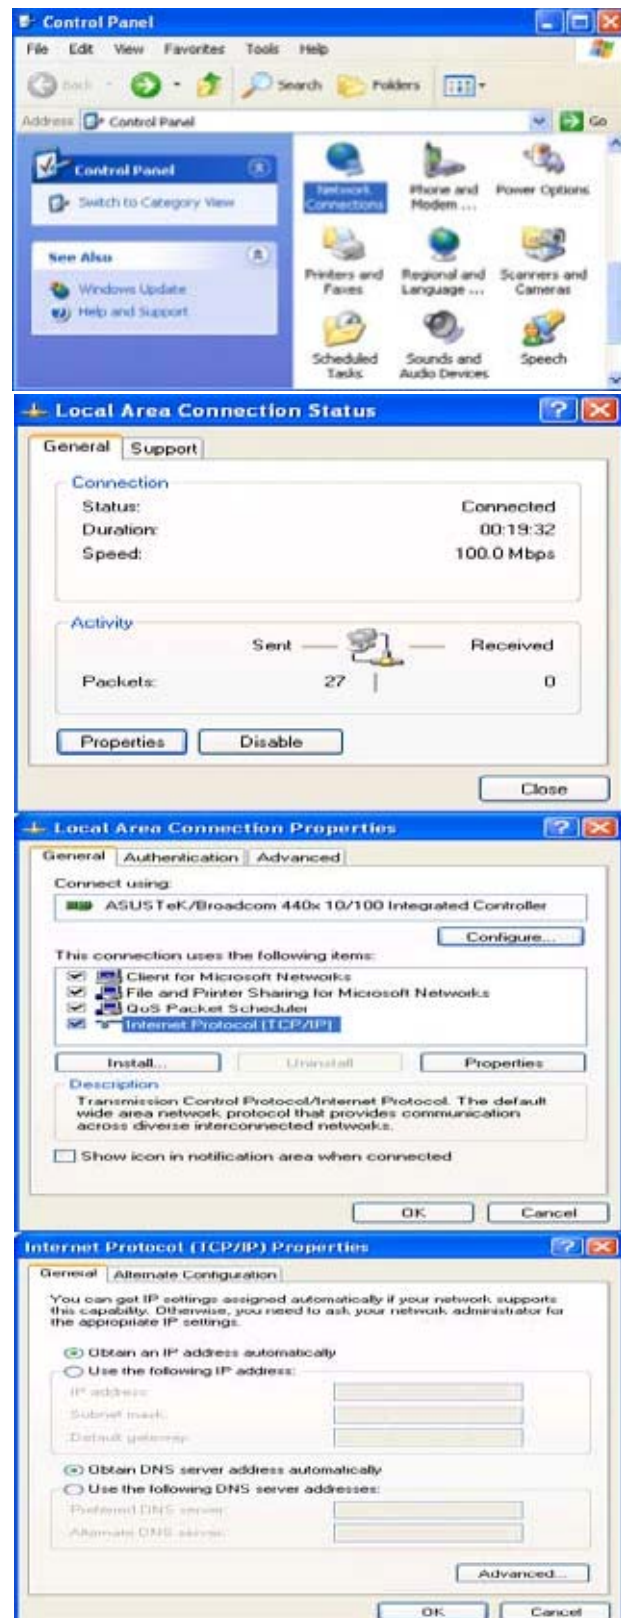 Control Panel
File Edit View Favorites Tools Help
Back Search Folders
Address Control Panel Go
Control Panel
Switch to Category View
See Also
Windows Update
Help and Support
Network Connections
Phone and Modem ...
Power Options
Printers and Faxes
Regional and Language ...
Scanners and Cameras
Scheduled Tasks
Sounds and Audio Devices
Speech
Local Area Connection Status
General Support
Connection
Status: Connected
Duration: 00:19:32
Speed: 100.0 Mbps
Activity
Sent Received
Packets: 27 0
Properties Disable
Close
Local Area Connection Properties
General Authentication Advanced
Connect using:
ASUSTeK/Broadcom 440x 10/100 Integrated Controller
Configure...
This connection uses the following items:
Client for Microsoft Networks
File and Printer Sharing for Microsoft Networks
QoS Packet Scheduler
Internet Protocol (TCP/IP)
Install... Uninstall Properties
Description
Transmission Control Protocol/Internet Protocol. The default
wide area network protocol that provides communication
across diverse interconnected networks.
Show icon in notification area when connected
OK Cancel
Internet Protocol (TCP/IP) Properties
General Alternate Configuration
You can get IP settings assigned automatically if your network supports
this capability. Otherwise, you need to ask your network administrator for
the appropriate IP settings.
Obtain an IP address automatically
Use the following IP address:
IP address:
Subnet mask:
Default gateway:
Obtain DNS server address automatically
Use the following DNS server addresses:
Preferred DNS server:
Alternate DNS server:
Advanced...
OK Cancel